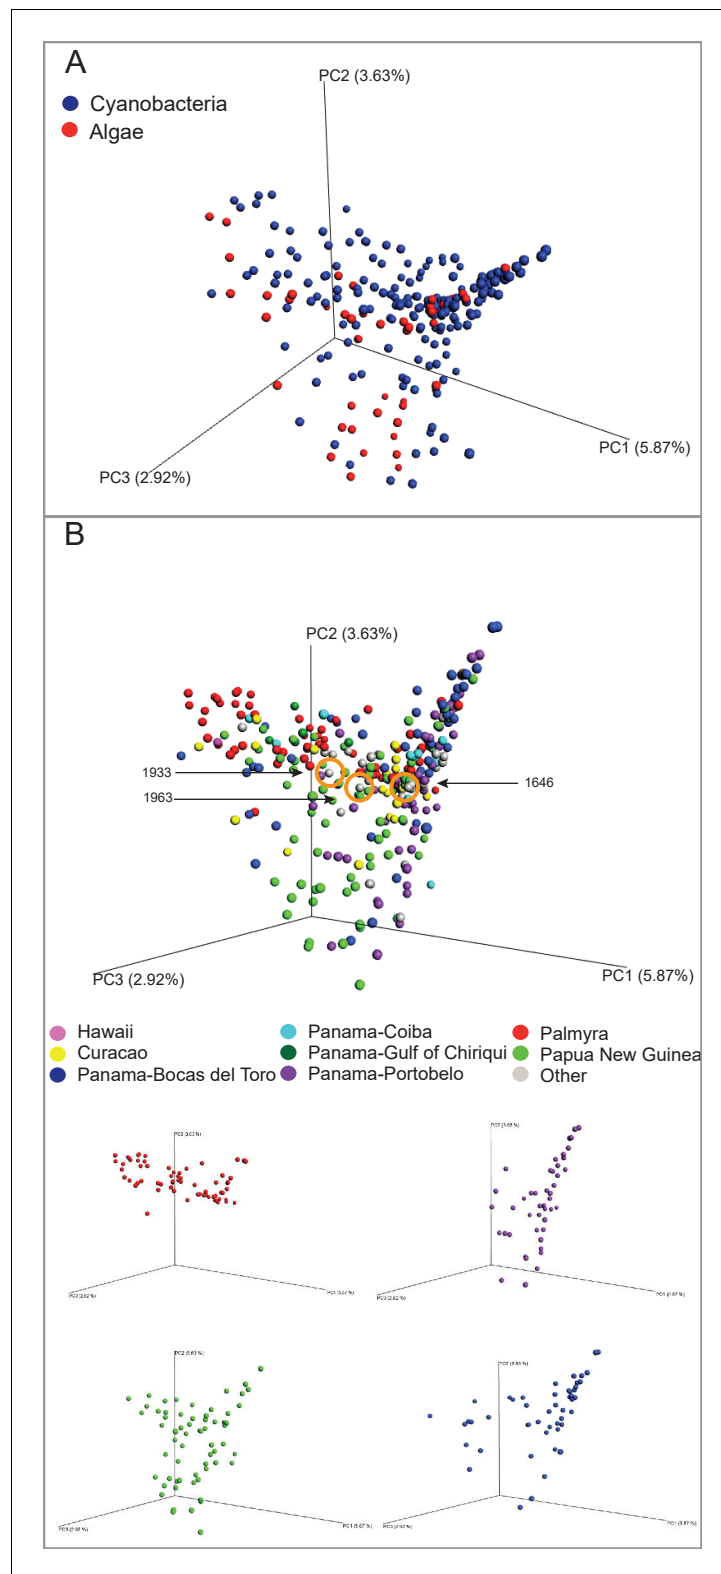 A
PC2 (3.63%)
Cyanobacteria
Algae
PC1 (5.87%)
PC3 (2.92%)
B
PC2 (3.63%)
1933
1646
1963
PC3 (2.92%)
PC1 (5.87%)
Hawaii
Panama-Coiba
Palmyra
Curacao
Panama-Gulf of Chiriqui
Papua New Guinea
Panama-Bocas del Toro
Panama-Portobelo
Other